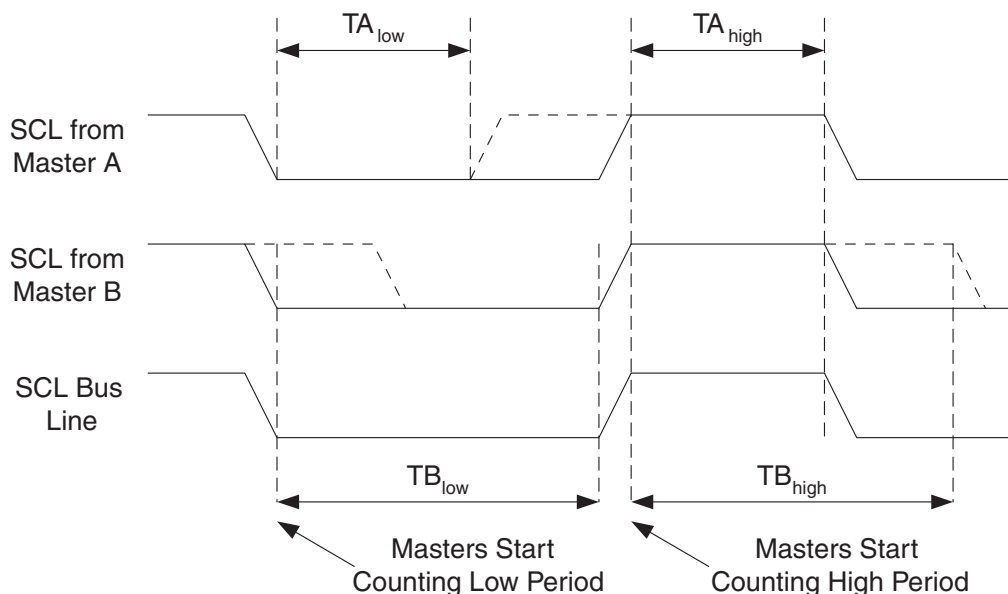 TAlow
TAhigh
SCL from
Master A
SCL from
Master B
SCL Bus
Line
TBlow
TBhigh
Masters Start
Counting Low Period
Masters Start
Counting High Period